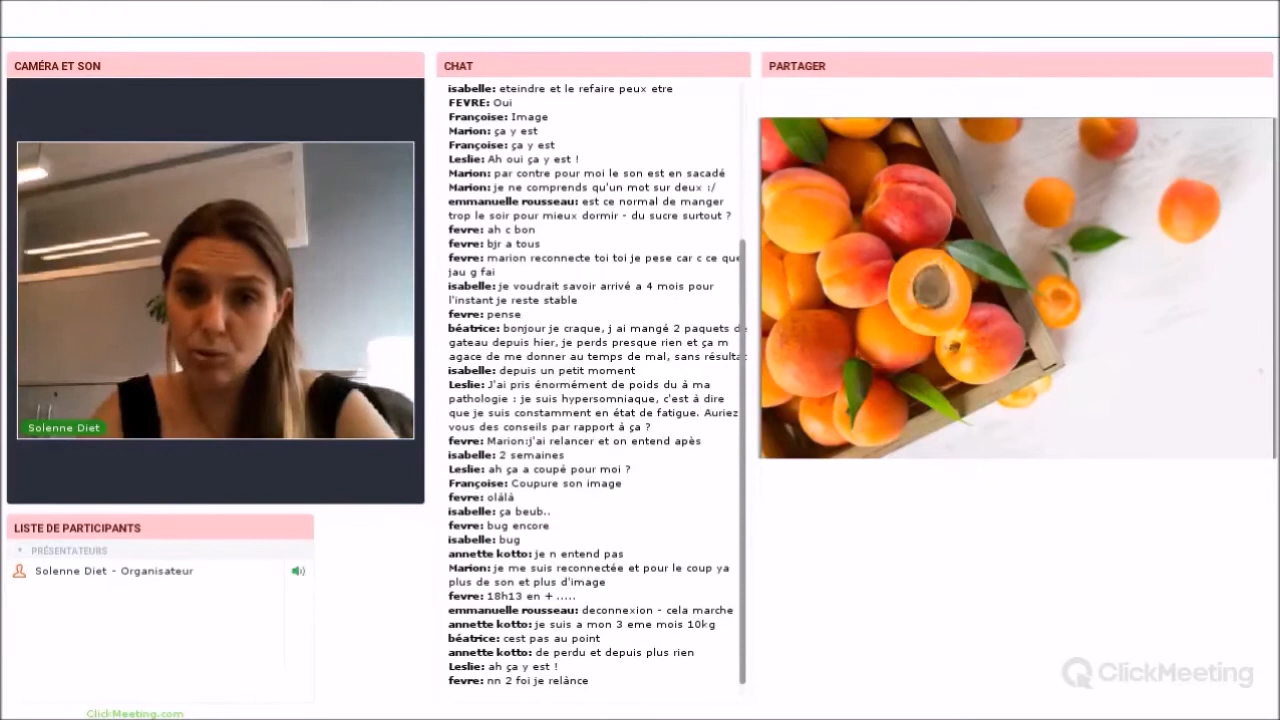 CAMÉRA ET SON
Solenne Diet
LISTE DE PARTICIPANTS
PRÉSENTATEURS
Solenne Diet - Organisateur
ClickMeeting.com
CHAT
isabelle: eteindre et le refaire peux etre
FEVRE: Oui
Françoise: Image
Marion: ça y est
Françoise: ça y est
Leslie: Ah oui ça y est !
Marion: par contre pour moi le son est en sacadé
Marion: je ne comprends qu'un mot sur deux :/
emmanuelle rousseau: est ce normal de manger
trop le soir pour mieux dormir - du sucre surtout ?
fevre: ah c bon
fevre: bjr a tous
fevre: marion reconnecte toi toi je pese car c ce que
jau g fai
isabelle: je voudrait savoir arrivé a 4 mois pour
l'instant je reste stable
fevre: pense
béatrice: bonjour je craque, j ai mangé 2 paquets de
gateau depuis hier, je perds presque rien et ça m
agace de me donner au temps de mal, sans résultat
isabelle: depuis un petit moment
Leslie: J'ai pris énormément de poids du à ma
pathologie : je suis hypersomniaque, c'est à dire
que je suis constamment en état de fatigue. Auriez
vous des conseils par rapport à ça ?
fevre: Marion:j'ai relancer et on entend apès
isabelle: 2 semaines
Leslie: ah ça a coupé pour moi ?
Françoise: Coupure son image
fevre: olàlà
isabelle: ça beub..
fevre: bug encore
isabelle: bug
annette kotto: je n entend pas
Marion: je me suis reconnectée et pour le coup ya
plus de son et plus d'image
fevre: 18h13 en + .....
emmanuelle rousseau: deconnexion - cela marche
annette kotto: je suis a mon 3 eme mois 10kg
béatrice: cest pas au point
annette kotto: de perdu et depuis plus rien
Leslie: ah ça y est !
fevre: nn 2 foi je relànce
PARTAGER
ClickMeeting